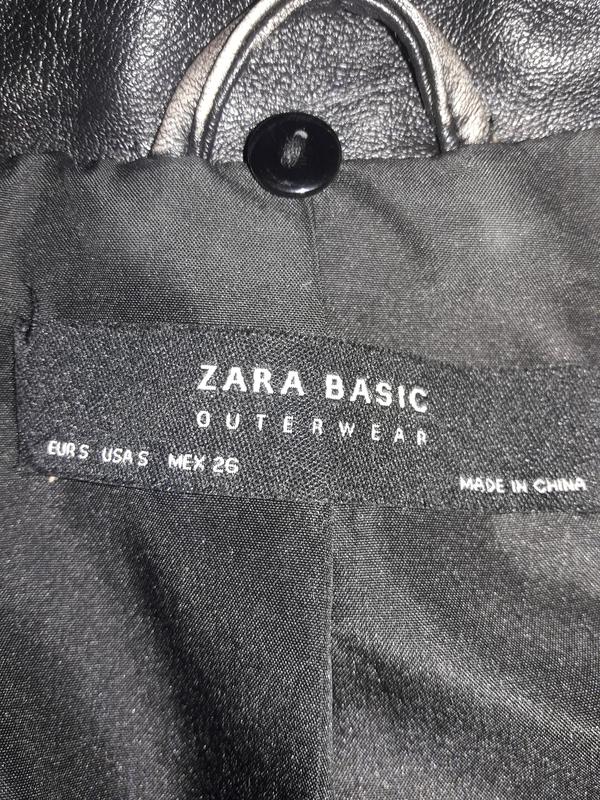 ZARA BASIC
OUTERWEAR
EUR S USA S MEX 26
MADE IN CHINA